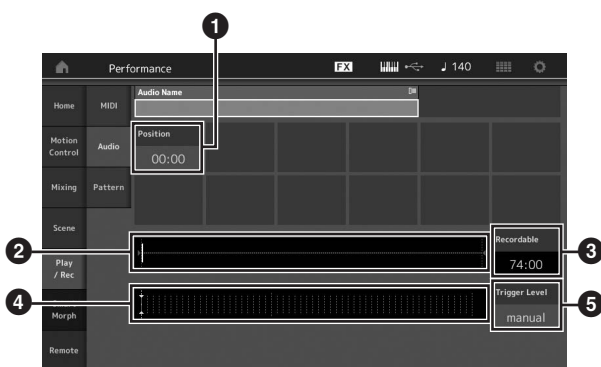 1
Performance FX 140
Audio Name
Home MIDI
Position
Motion
Control
Audio
00:00
Mixing Pattern
Scene
Recordable
2 3
Play
/ Rec
74:00
Trigger Level
4 5
Morph manual
Remote